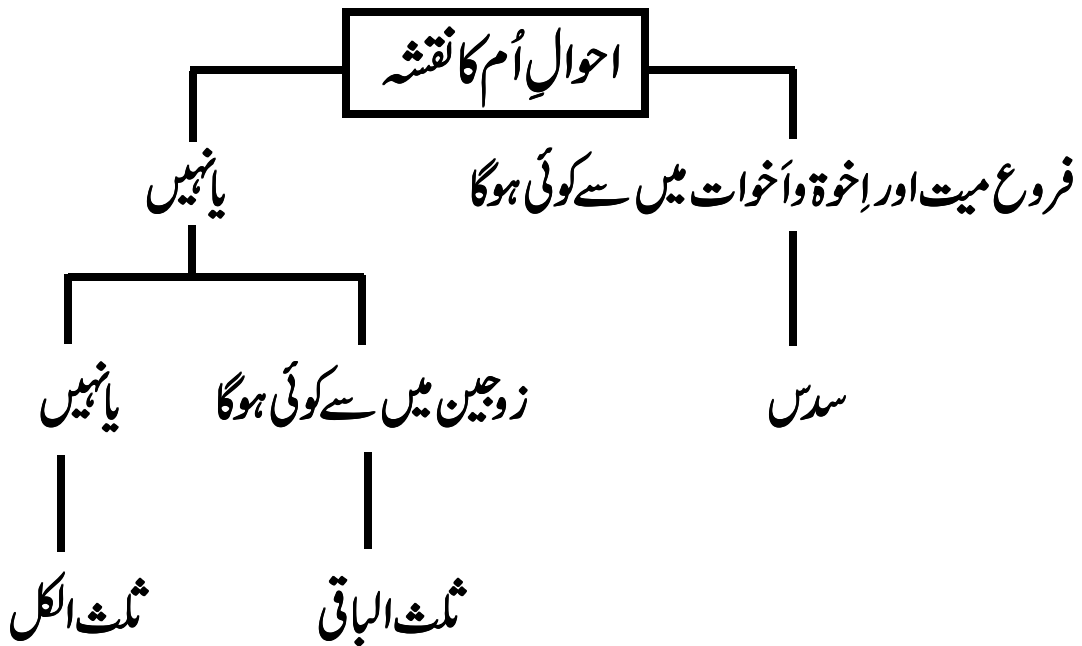 احوالِ اُم کا نقشہ
فروع میت اور اِخوۃ و اَخوات میں سے کوئی ہوگا
یا نہیں
سدس
زوجین میں سے کوئی ہوگا
یا نہیں
ثلث الباقی
ثلث الکل